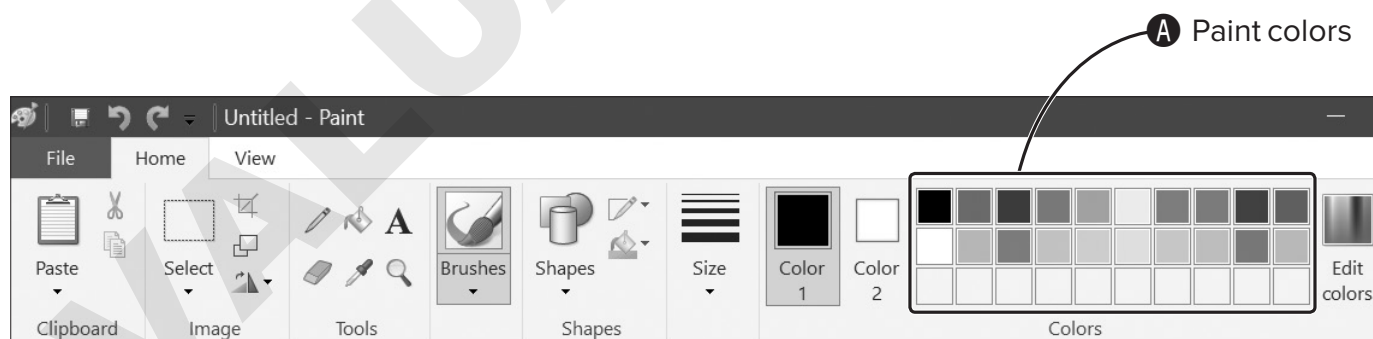 A Paint colors
Untitled - Paint
File Home View
Paste Select A Brushes Shapes Size Color 1 Color 2 Edit colors
Clipboard Image Tools Shapes Colors
VALUA